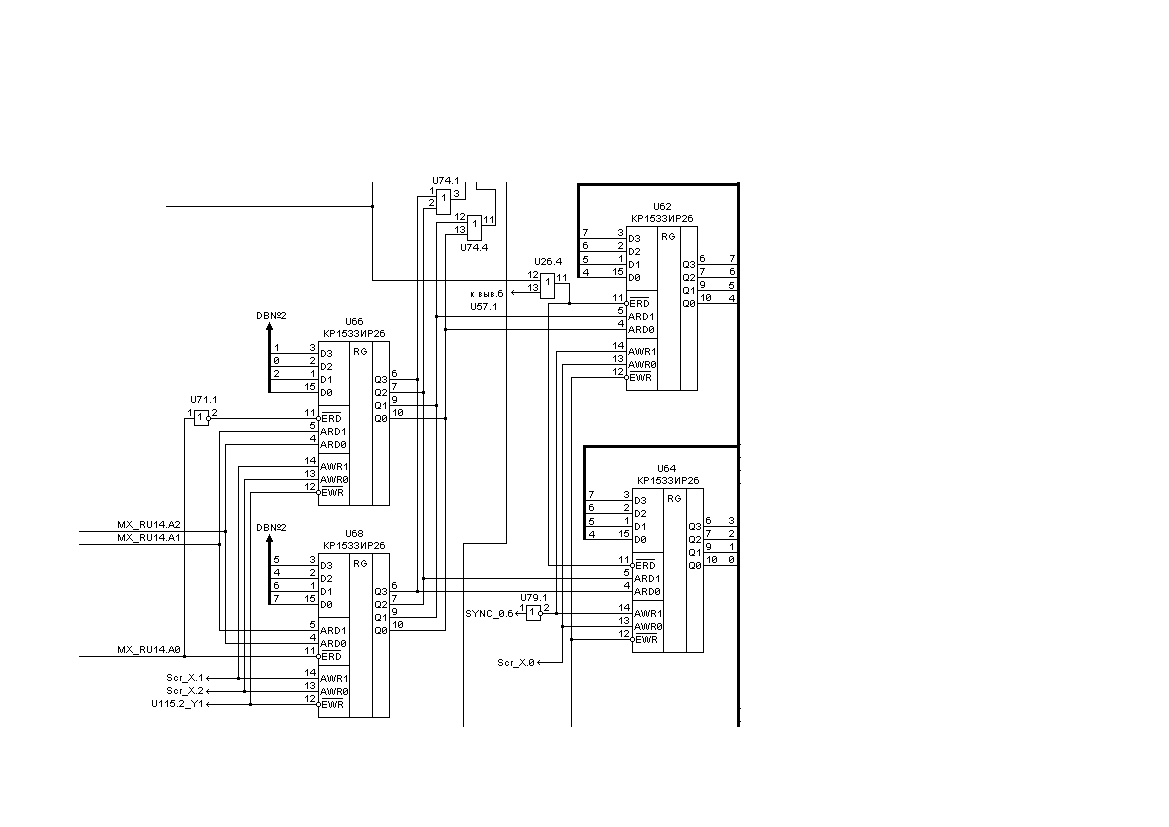 U74.1
1 1 3
2
12 1 11
13
U74.4
U62
КР1533ИР26
7 3 D3 RG
6 2 D2
5 1 D1 Q3 6 7
4 15 D0 Q2 7 6
Q1 9 5
Q0 10 4
11 ERD
5 ARD1
4 ARD0
14 AWR1
13 AWR0
12 EWR
U26.4
12 1 11
13
к выв.6
U57.1
DB№2
U66
КР1533ИР26
1 3 D3 RG
0 2 D2
2 1 D1 Q3 6
15 D0 Q2 7
Q1 9
Q0 10
U71.1
1 1 2
11 ERD
5 ARD1
4 ARD0
14 AWR1
13 AWR0
12 EWR
U64
КР1533ИР26
7 3 D3 RG
6 2 D2
5 1 D1 Q3 6 3
4 15 D0 Q2 7 2
Q1 9 1
Q0 10 0
11 ERD
5 ARD1
4 ARD0
14 AWR1
13 AWR0
12 EWR
MX_RU14.A2
MX_RU14.A1
DB№2
U68
КР1533ИР26
5 3 D3 RG
4 2 D2
6 1 D1 Q3 6
7 15 D0 Q2 7
Q1 9
Q0 10
5 ARD1
4 ARD0
MX_RU14.A0
11 ERD
14 AWR1
13 AWR0
12 EWR
U79.1
SYNC_0.6 1 1 2
Scr_X.0
Scr_X.1
Scr_X.2
U115.2_Y1